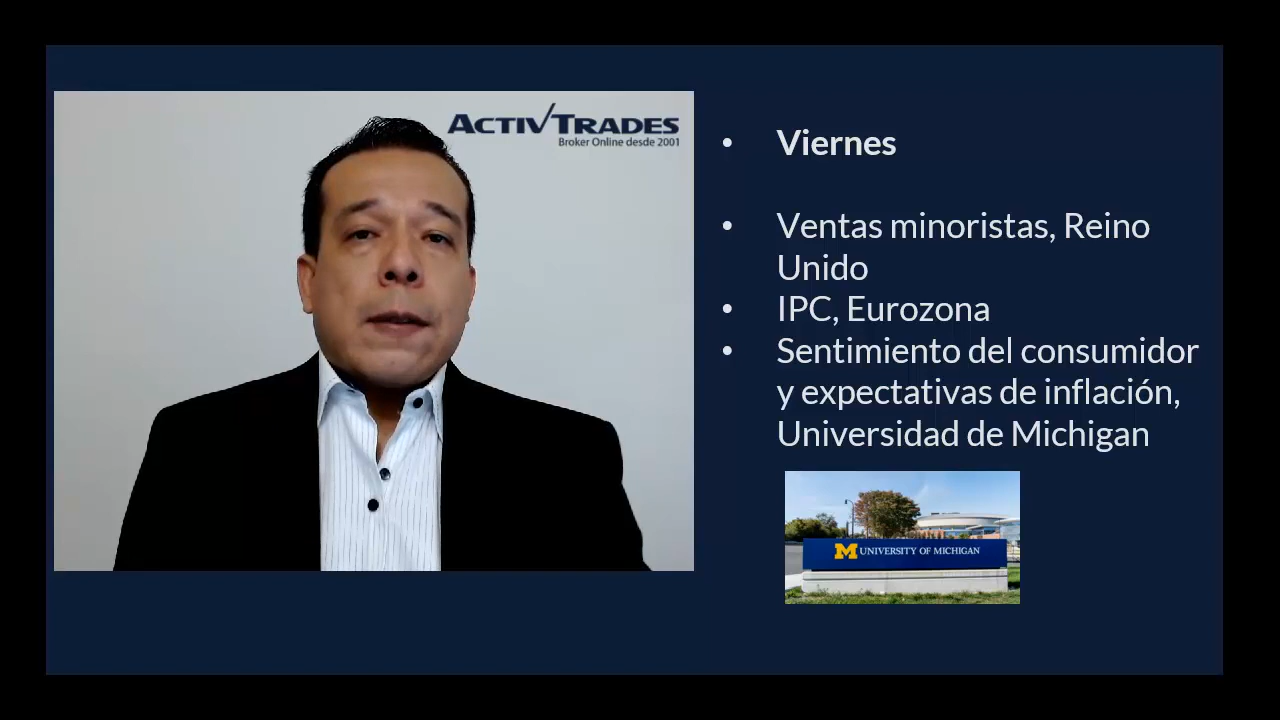 ACTIVTRADES
Broker Online desde 2001
• Viernes
• Ventas minoristas, Reino
Unido
• IPC, Eurozona
• Sentimiento del consumidor
y expectativas de inflación,
Universidad de Michigan
M UNIVERSITY OF MICHIGAN